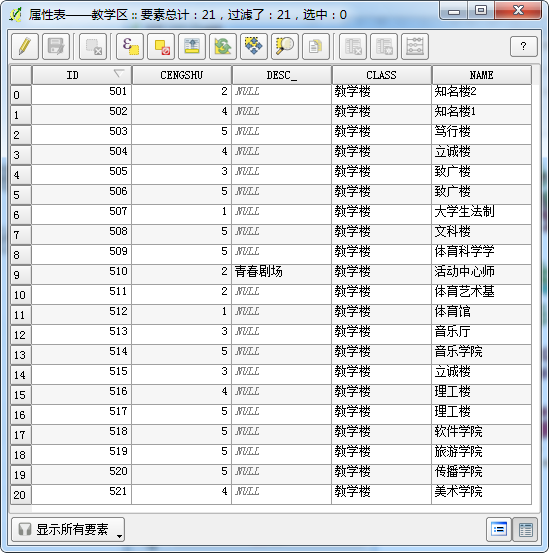 属性表——教学区 :: 要素总计：21，过滤了：21，选中：0
?
ID CENGSHU DESC_ CLASS NAME
0 501 2 NULL 教学楼 知名楼2
1 502 4 NULL 教学楼 知名楼1
2 503 5 NULL 教学楼 笃行楼
3 504 4 NULL 教学楼 立诚楼
4 505 3 NULL 教学楼 致广楼
5 506 5 NULL 教学楼 致广楼
6 507 1 NULL 教学楼 大学生法制
7 508 5 NULL 教学楼 文科楼
8 509 5 NULL 教学楼 体育科学学
9 510 2 青春剧场 教学楼 活动中心师
10 511 2 NULL 教学楼 体育艺术基
11 512 1 NULL 教学楼 体育馆
12 513 3 NULL 教学楼 音乐厅
13 514 5 NULL 教学楼 音乐学院
14 515 3 NULL 教学楼 立诚楼
15 516 4 NULL 教学楼 理工楼
16 517 5 NULL 教学楼 理工楼
17 518 5 NULL 教学楼 软件学院
18 519 5 NULL 教学楼 旅游学院
19 520 5 NULL 教学楼 传播学院
20 521 4 NULL 教学楼 美术学院
显示所有要素